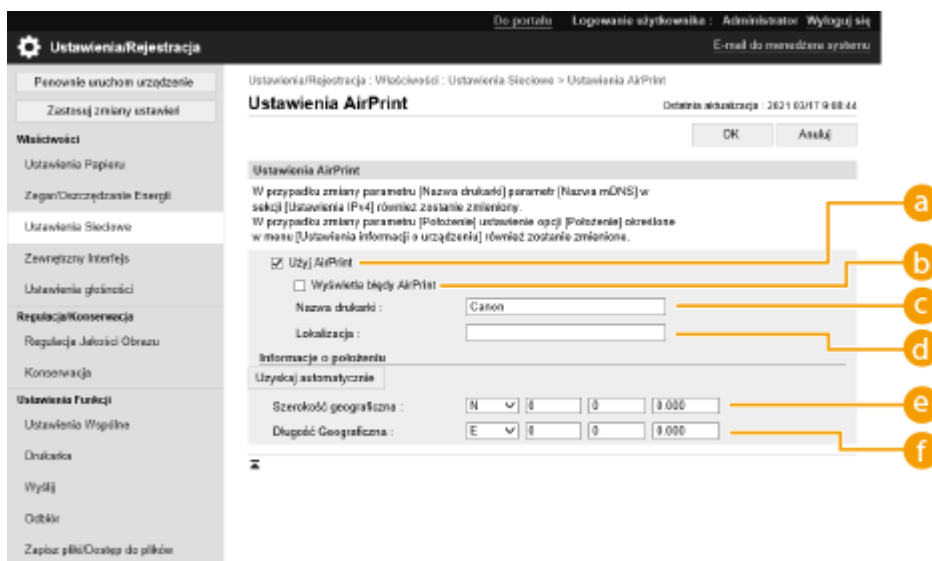 Do portalu Logowanie użytkownika : Administrator Wyloguj się
Ustawienia/Rejestracja
E-mail do menedżera systemu
Ponownie uruchom urządzenie
Zastosuj zmiany ustawień
Właściwości
Ustawienia Papieru
Zegar/Oszczędzanie Energii
Ustawienia Sieciowe
Zewnętrzny Interfejs
Ustawienia głośności
Regulacja/Konserwacja
Regulacja Jakości Obrazu
Konserwacja
Ustawienia Funkcji
Ustawienia Wspólne
Drukarka
Wyślij
Odbiór
Zapisz pliki/Dostęp do plików
Ustawienia/Rejestracja : Właściwości : Ustawienia Sieciowe > Ustawienia AirPrint
Ustawienia AirPrint
Ostatnia aktualizacja : 2021 03/17 9:08:44
OK Anuluj
Ustawienia AirPrint
W przypadku zmiany parametru [Nazwa drukarki] parametr [Nazwa mDNS] w
sekcji [Ustawienia IPv4] również zostanie zmieniony.
W przypadku zmiany parametru [Położenie] ustawienie opcji [Położenie] określone
w menu [Ustawienia informacji o urządzeniu] również zostanie zmienione.
Użyj AirPrint
a
Wyświetla błędy AirPrint
b
Nazwa drukarki : Canon
c
Lokalizacja :
d
Informacje o położeniu
Uzyskaj automatycznie
Szerokość geograficzna : N 0 0 0.000
e
Długość Geograficzna : E 0 0 0.000
f